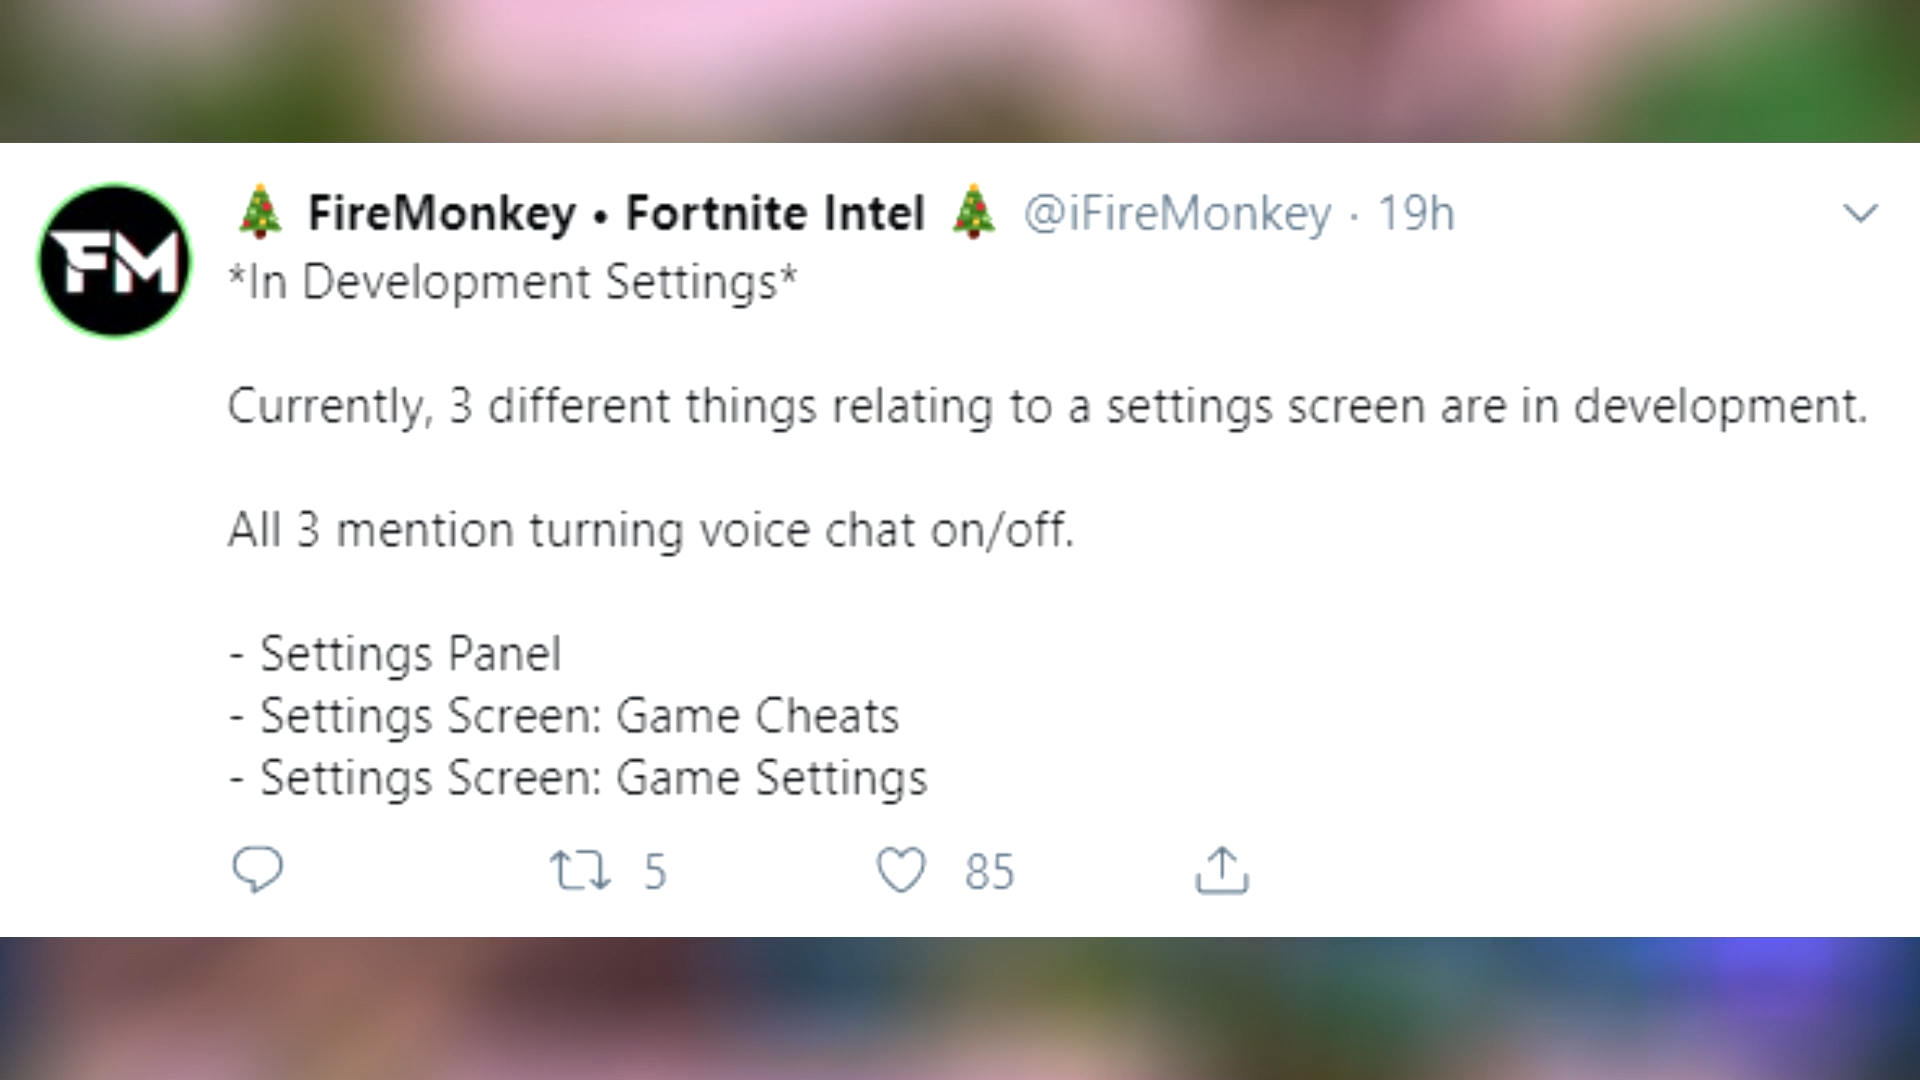 FM
🎄 FireMonkey • Fortnite Intel 🎄 @iFireMonkey · 19h
*In Development Settings*
Currently, 3 different things relating to a settings screen are in development.
All 3 mention turning voice chat on/off.
- Settings Panel
- Settings Screen: Game Cheats
- Settings Screen: Game Settings
5 85